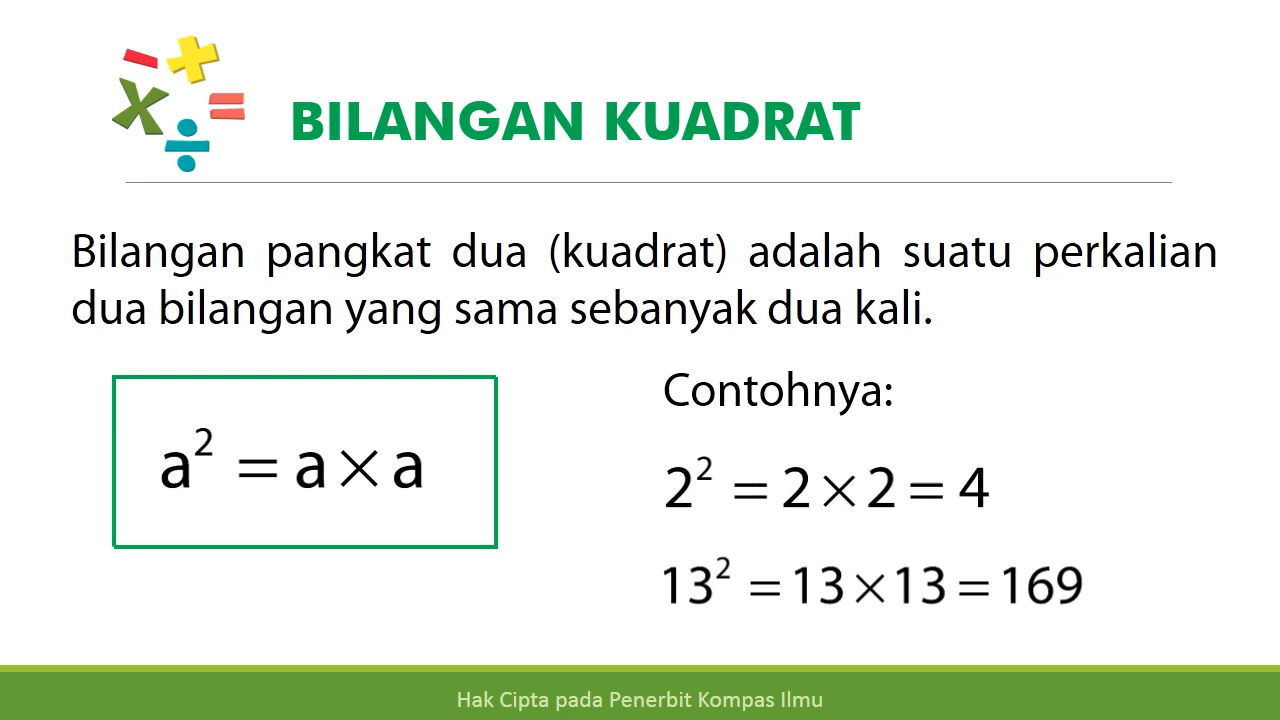 BILANGAN KUADRAT
Bilangan pangkat dua (kuadrat) adalah suatu perkalian
dua bilangan yang sama sebanyak dua kali.
a² = a × a
Contohnya:
2² = 2 × 2 = 4
13² = 13 × 13 = 169
Hak Cipta pada Penerbit Kompas Ilmu